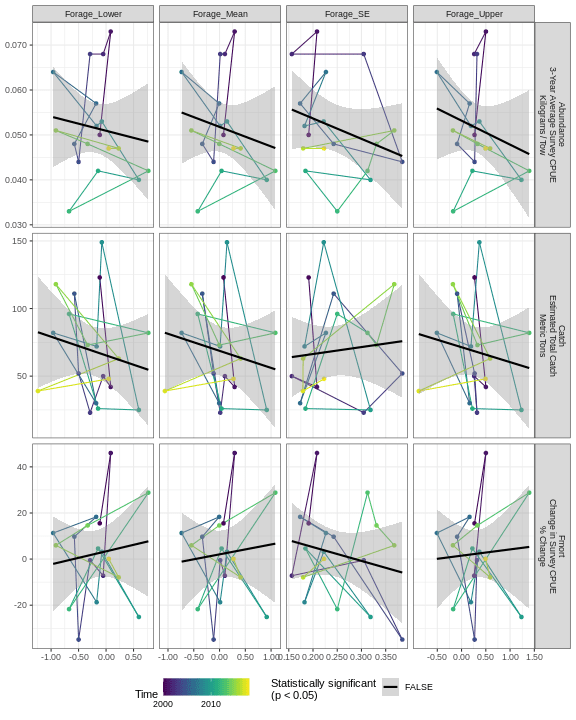 Forage_Lower Forage_Mean Forage_SE Forage_Upper
0.070
0.060
0.050
0.040
0.030
Abundance
3-Year Average Survey CPUE
Kilograms / Tow
150
100
50
Catch
Estimated Total Catch
Metric Tons
40
20
0
-20
Fmort
Change in Survey CPUE
% Change
-1.00 -0.50 0.00 0.50 -1.00 -0.50 0.00 0.50 1.00 0.150 0.200 0.250 0.300 0.350 -0.50 0.00 0.50 1.00 1.50
Time
2000 2010
Statistically significant
(p < 0.05)
FALSE